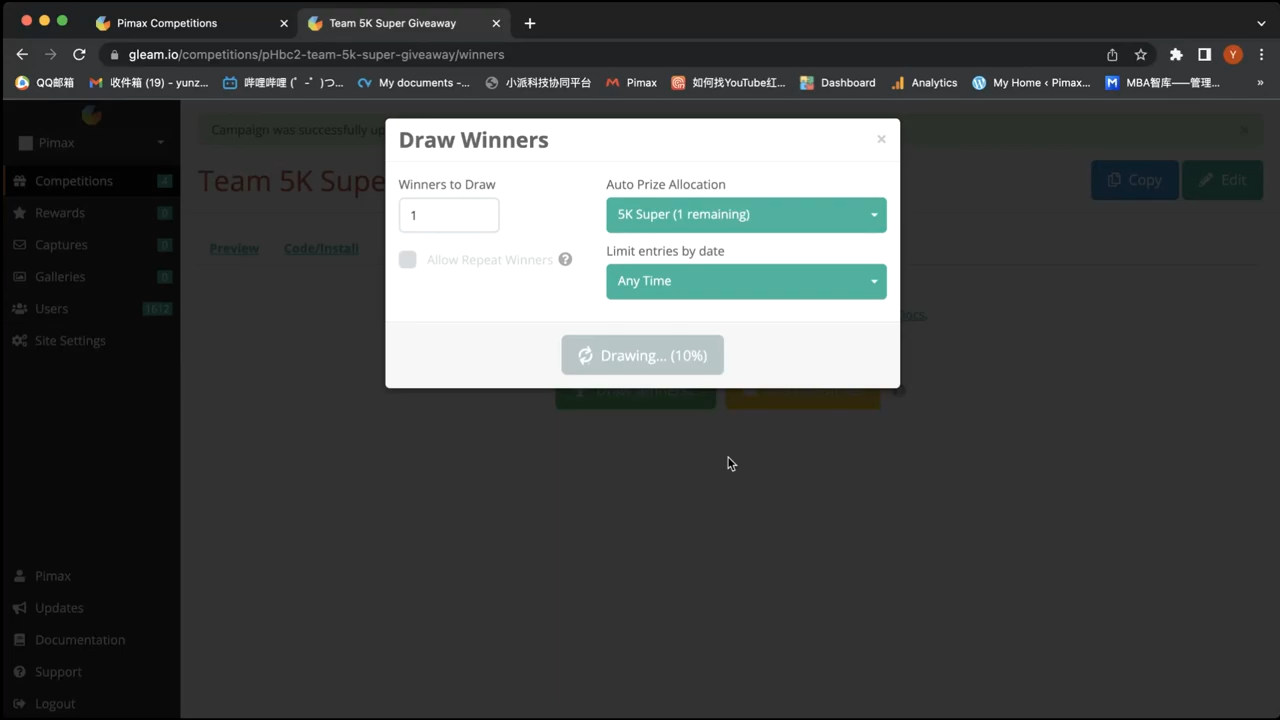 Pimax Competitions
Team 5K Super Giveaway
gleam.io/competitions/pHbc2-team-5k-super-giveaway/winners
Y
QQ邮箱
收件箱 (19) – yunz...
哔哩哔哩 (゜-゜)つ...
My documents –...
小派科技协同平台
Pimax
如何找YouTube红...
Dashboard
Analytics
My Home ‹ Pimax...
MBA智库——管理...
»
Pimax
Competitions 4
Rewards 0
Captures 0
Galleries 0
Users 1612
Site Settings
Pimax
Updates
Documentation
Support
Logout
Campaign was successfully up
Team 5K Supe
Copy
Edit
Preview
Code/Install
Draw Winners
×
Winners to Draw
1
Allow Repeat Winners ?
Auto Prize Allocation
5K Super (1 remaining)
Limit entries by date
Any Time
Drawing... (10%)